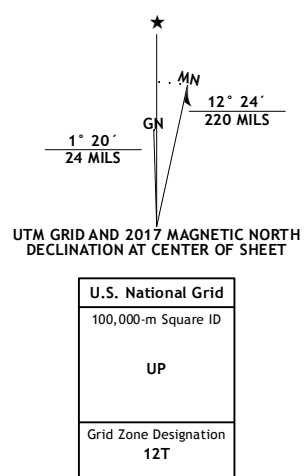 ★
MN
GN
12° 24´
220 MILS
1° 20´
24 MILS
UTM GRID AND 2017 MAGNETIC NORTH
DECLINATION AT CENTER OF SHEET
U.S. National Grid
100,000-m Square ID
UP
Grid Zone Designation
12T